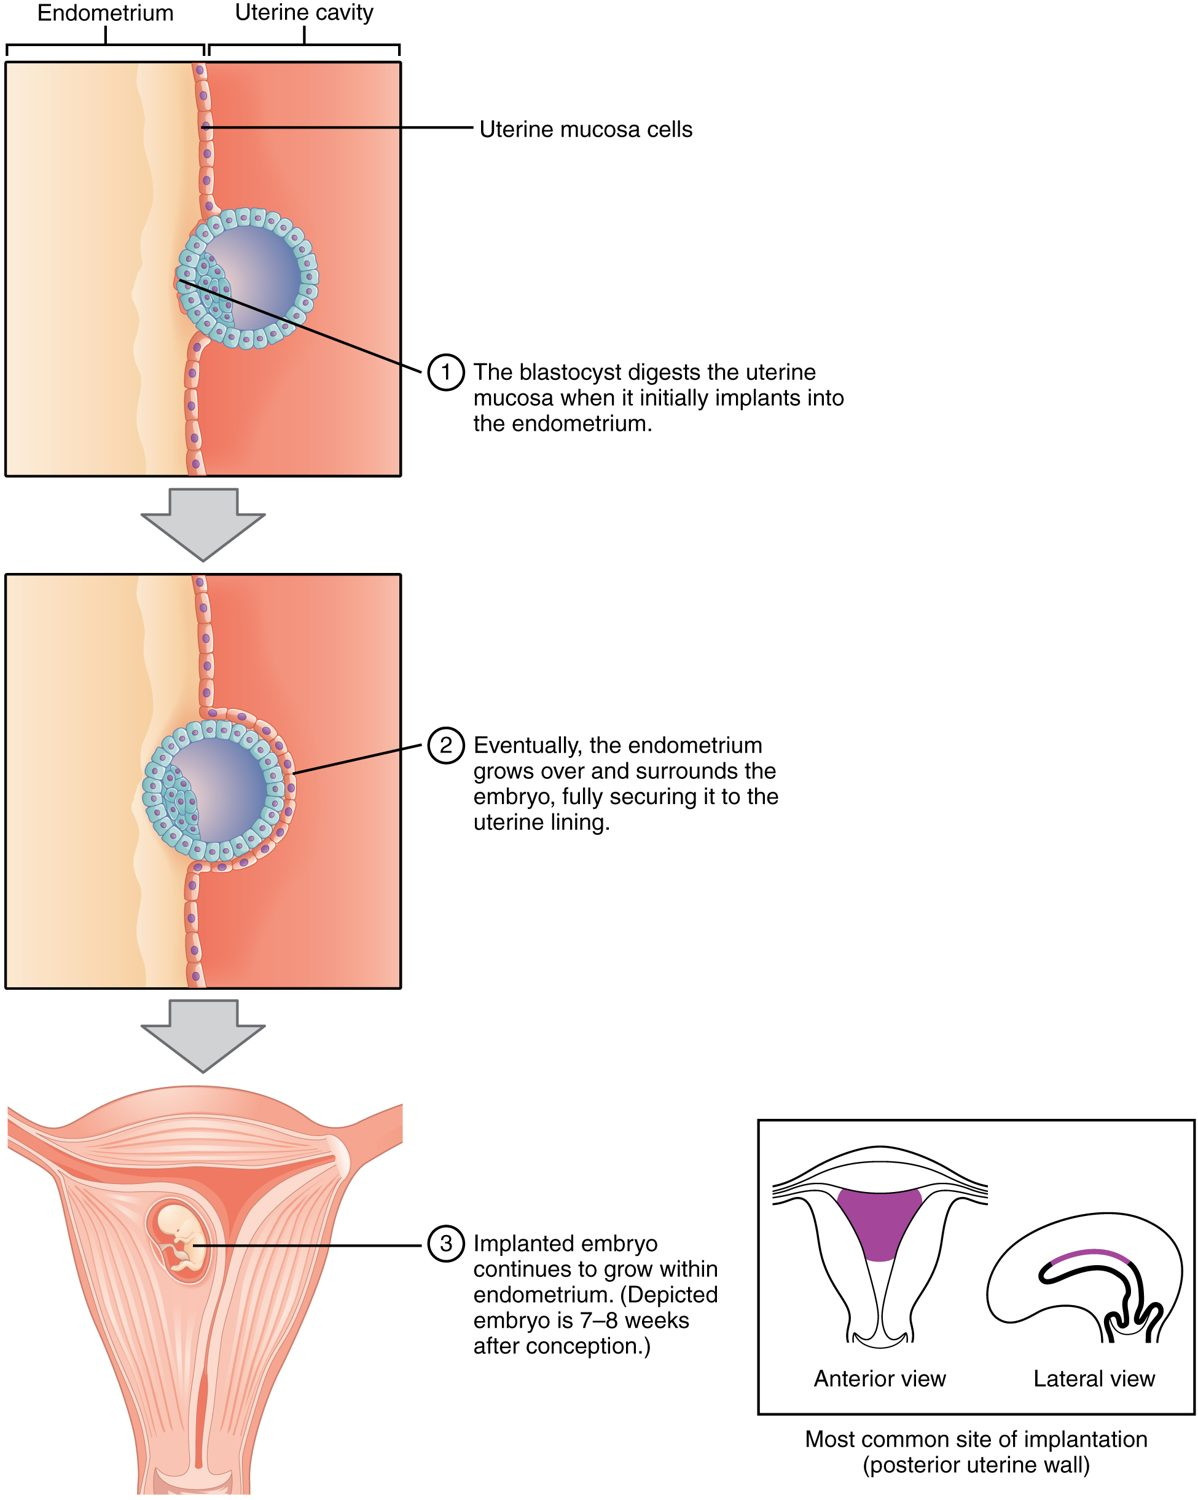 Endometrium
Uterine cavity
Uterine mucosa cells
1
The blastocyst digests the uterine
mucosa when it initially implants into
the endometrium.
2
Eventually, the endometrium
grows over and surrounds the
embryo, fully securing it to the
uterine lining.
3
Implanted embryo
continues to grow within
endometrium. (Depicted
embryo is 7–8 weeks
after conception.)
Anterior view
Lateral view
Most common site of implantation
(posterior uterine wall)